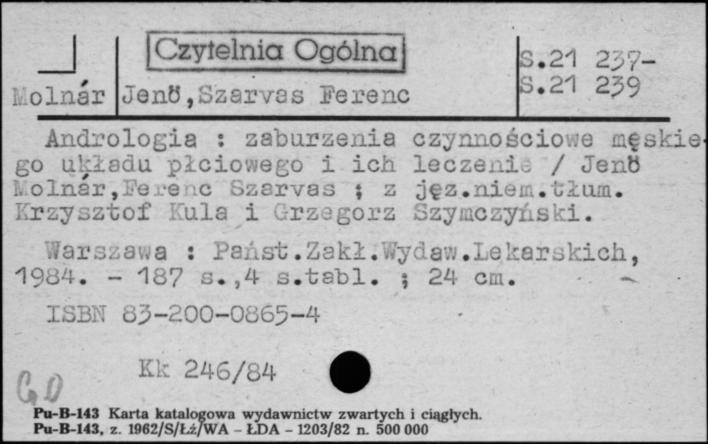 Czytelnia Ogólna
S.21 237-
Molnár Jenő,Szarvas Ferenc S.21 239
Andrologia : zaburzenia czynnościowe męskie-
go układu płciowego i ich leczenie / Jenő
Molnár,Ferenc Szarvas ; z jęz.niem.tłum.
Krzysztof Kula i Grzegorz Szymczyński.
Warszawa : Państ.Zakł.Wydaw.Lekarskich,
1984. - 187 s.,4 s.tabl. ; 24 cm.
ISBN 83-200-0865-4
Kk 246/84
Pu-B-143 Karta katalogowa wydawnictw zwartych i ciągłych.
Pu-B-143, z. 1962/S/Łż/WA - ŁDA - 1203/82 n. 500 000